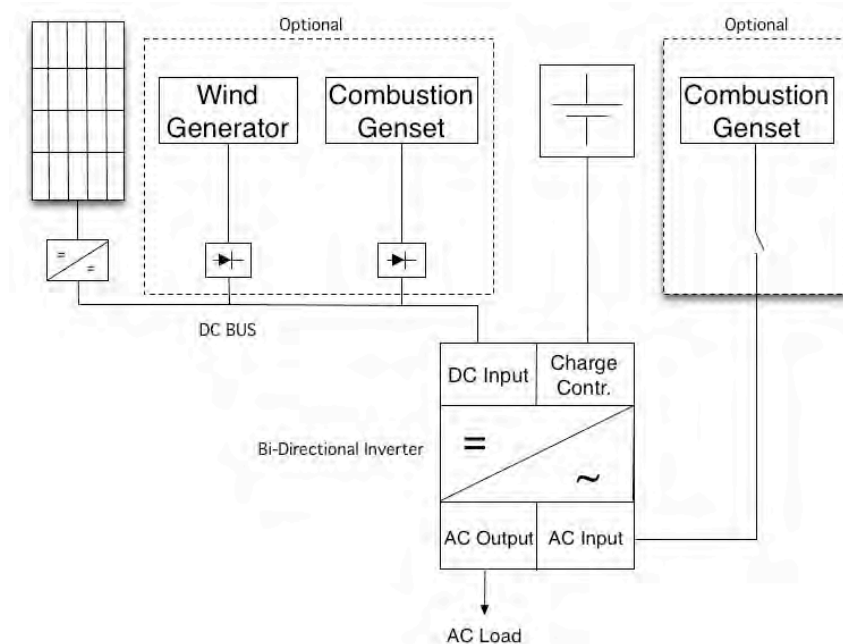 Optional
Optional
Wind
Generator
Combustion
Genset
Combustion
Genset
=
=
DC BUS
DC Input
Charge
Contr.
Bi-Directional Inverter
=
~
AC Output
AC Input
AC Load